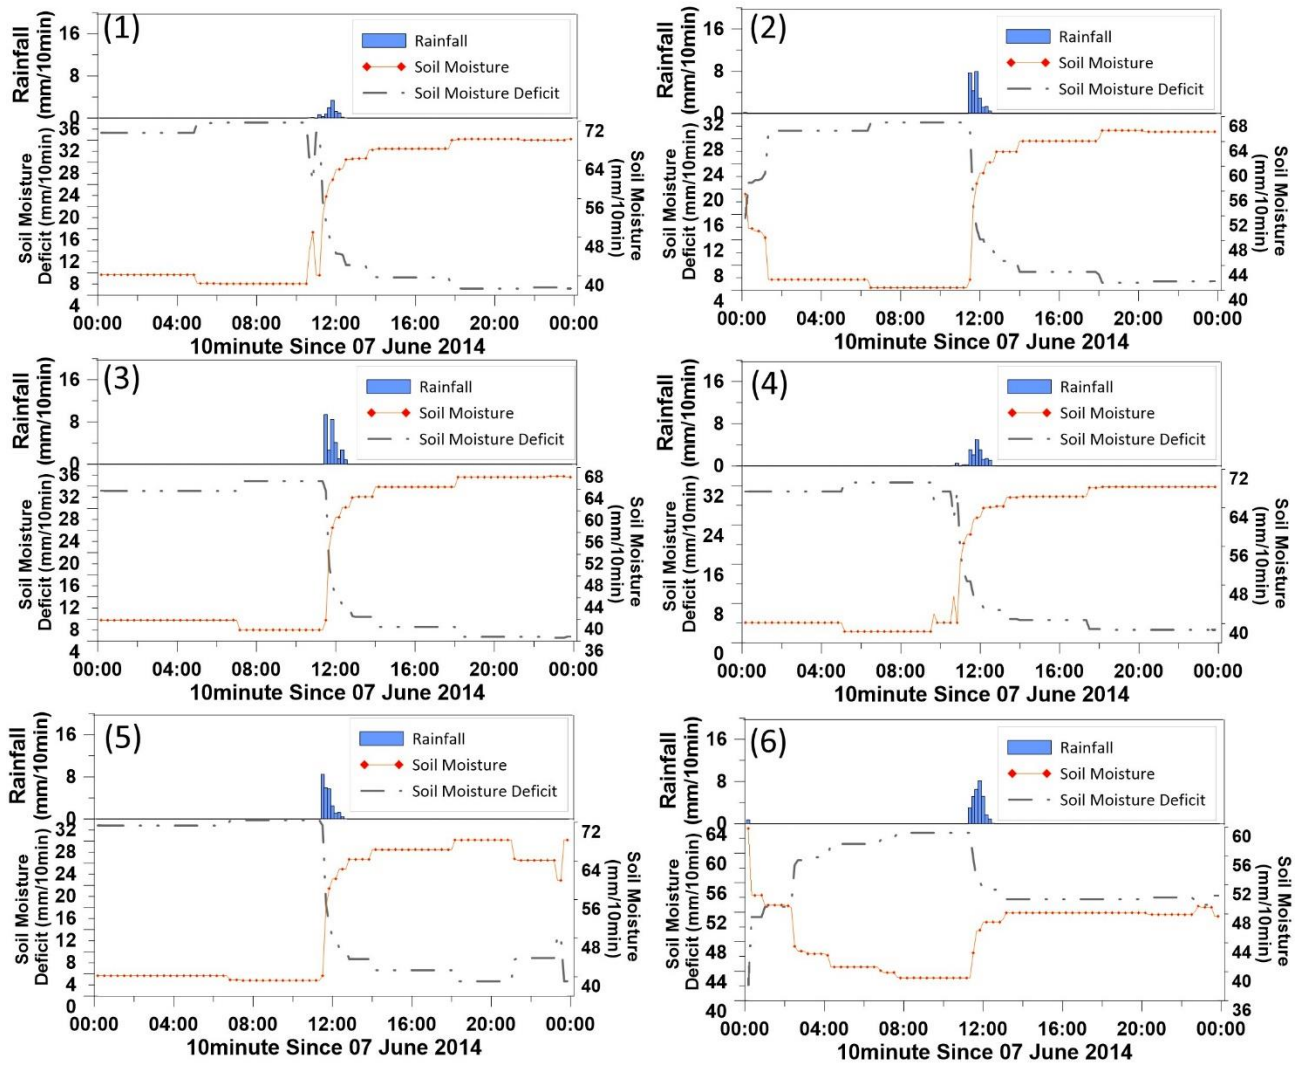 (1)
Rainfall
(mm/10min)
16
8
0
Rainfall
Soil Moisture
Soil Moisture Deficit
Soil Moisture
Deficit (mm/10min)
36
32
28
24
20
16
12
8
4
72
64
56
48
40
Soil Moisture
(mm/10min)
00:00 04:00 08:00 12:00 16:00 20:00 00:00
10minute Since 07 June 2014
(2)
Rainfall
(mm/10min)
16
8
0
Rainfall
Soil Moisture
Soil Moisture Deficit
Soil Moisture
Deficit (mm/10min)
32
28
24
20
16
12
8
4
0
68
64
60
56
52
48
44
40
Soil Moisture
(mm/10min)
00:00 04:00 08:00 12:00 16:00 20:00 00:00
10minute Since 07 June 2014
(3)
Rainfall
(mm/10min)
16
8
0
Rainfall
Soil Moisture
Soil Moisture Deficit
Soil Moisture
Deficit (mm/10min)
36
32
28
24
20
16
12
8
4
68
64
60
56
52
48
44
40
36
Soil Moisture
(mm/10min)
00:00 04:00 08:00 12:00 16:00 20:00 00:00
10minute Since 07 June 2014
(4)
Rainfall
(mm/10min)
16
8
0
Rainfall
Soil Moisture
Soil Moisture Deficit
Soil Moisture
Deficit (mm/10min)
32
24
16
8
0
72
64
56
48
40
Soil Moisture
(mm/10min)
00:00 04:00 08:00 12:00 16:00 20:00 00:00
10minute Since 07 June 2014
(5)
Rainfall
(mm/10min)
16
8
0
Rainfall
Soil Moisture
Soil Moisture Deficit
Soil Moisture
Deficit (mm/10min)
32
28
24
20
16
12
8
4
0
72
64
56
48
40
Soil Moisture
(mm/10min)
00:00 04:00 08:00 12:00 16:00 20:00 00:00
10minute Since 07 June 2014
(6)
Rainfall
(mm/10min)
16
8
0
Rainfall
Soil Moisture
Soil Moisture Deficit
Soil Moisture
Deficit (mm/10min)
64
60
56
52
48
44
40
60
56
52
48
44
40
36
Soil Moisture
(mm/10min)
00:00 04:00 08:00 12:00 16:00 20:00 00:00
10minute Since 07 June 2014